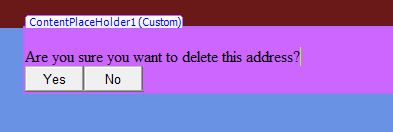 ContentPlaceHolder1 (Custom)
Are you sure you want to delete this address?
Yes No